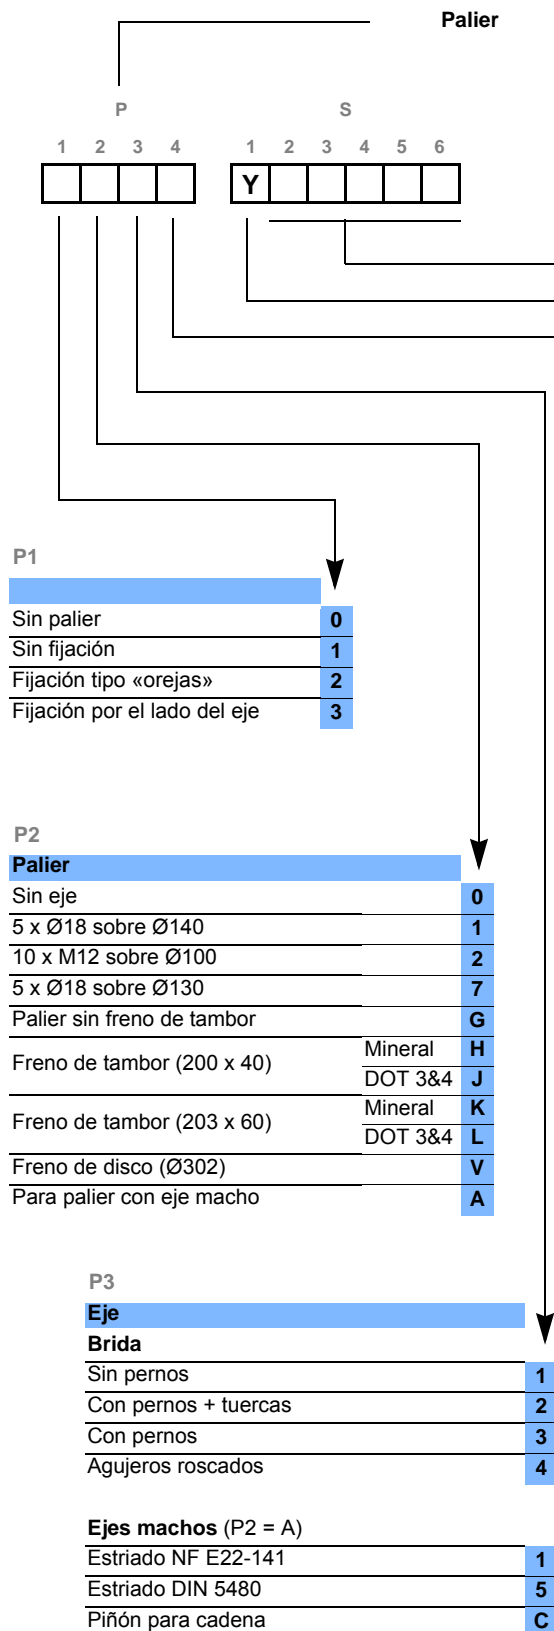 Palier
P S
1 2 3 4 1 2 3 4 5 6
Y
P1
Sin palier 0
Sin fijación 1
Fijación tipo «orejas» 2
Fijación por el lado del eje 3
P2
Palier
Sin eje 0
5 x Ø18 sobre Ø140 1
10 x M12 sobre Ø100 2
5 x Ø18 sobre Ø130 7
Palier sin freno de tambor G
Freno de tambor (200 x 40) Mineral H
DOT 3&4 J
Freno de tambor (203 x 60) Mineral K
DOT 3&4 L
Freno de disco (Ø302) V
Para palier con eje macho A
P3
Eje
Brida
Sin pernos 1
Con pernos + tuercas 2
Con pernos 3
Agujeros roscados 4
Ejes machos (P2 = A)
Estriado NF E22-141 1
Estriado DIN 5480 5
Piñón para cadena C